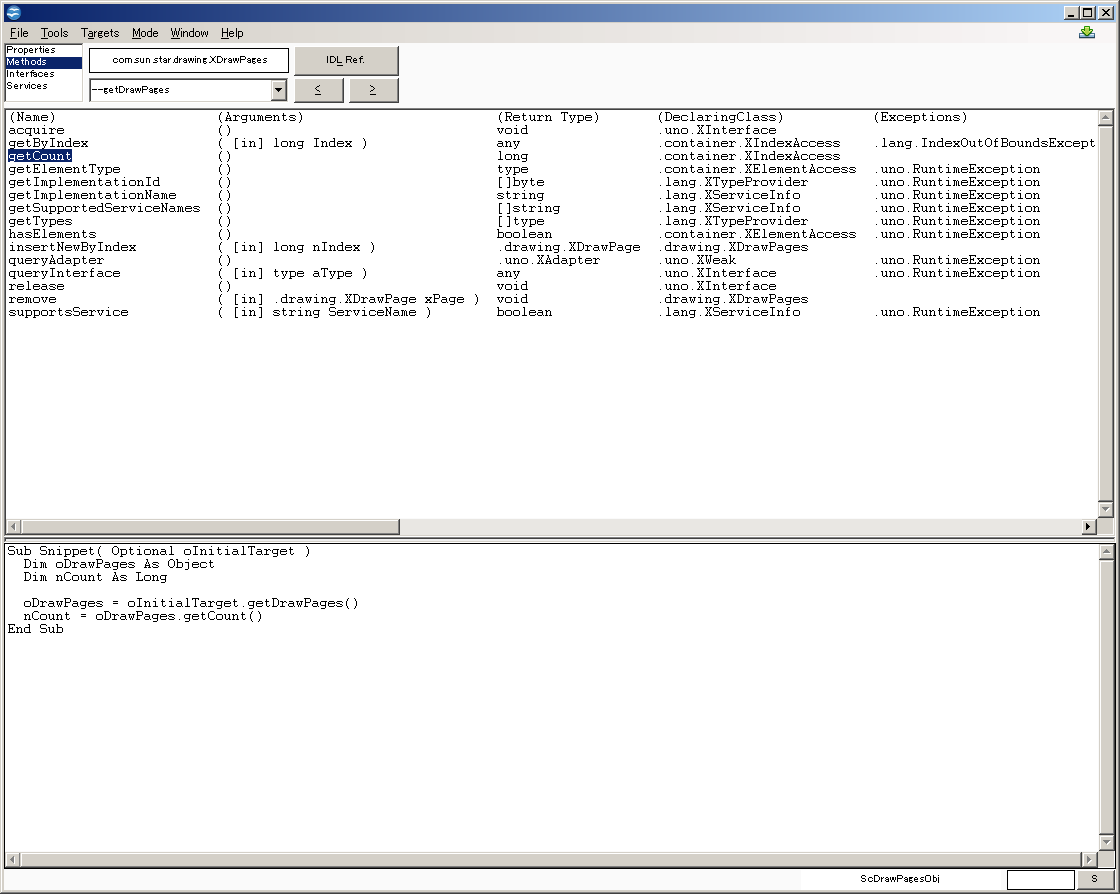 File Tools Targets Mode Window Help
Properties
Methods
Interfaces
Services
com.sun.star.drawing.XDrawPages
IDL Ref.
--getDrawPages
< >
(Name) (Arguments) (Return Type) (DeclaringClass) (Exceptions)
acquire () void .uno.XInterface
getByIndex ( [in] long Index ) any .container.XIndexAccess .lang.IndexOutOfBoundsExcept
getCount () long .container.XIndexAccess
getElementType () type .container.XElementAccess .uno.RuntimeException
getImplementationId () []byte .lang.XTypeProvider .uno.RuntimeException
getImplementationName () string .lang.XServiceInfo .uno.RuntimeException
getSupportedServiceNames () []string .lang.XServiceInfo .uno.RuntimeException
getTypes () []type .lang.XTypeProvider .uno.RuntimeException
hasElements () boolean .container.XElementAccess .uno.RuntimeException
insertNewByIndex ( [in] long nIndex ) .drawing.XDrawPage .drawing.XDrawPages
queryAdapter () .uno.XAdapter .uno.XWeak .uno.RuntimeException
queryInterface ( [in] type aType ) any .uno.XInterface .uno.RuntimeException
release () void .uno.XInterface
remove ( [in] .drawing.XDrawPage xPage ) void .drawing.XDrawPages
supportsService ( [in] string ServiceName ) boolean .lang.XServiceInfo .uno.RuntimeException
Sub Snippet( Optional oInitialTarget )
Dim oDrawPages As Object
Dim nCount As Long
oDrawPages = oInitialTarget.getDrawPages()
nCount = oDrawPages.getCount()
End Sub
ScDrawPagesObj
S